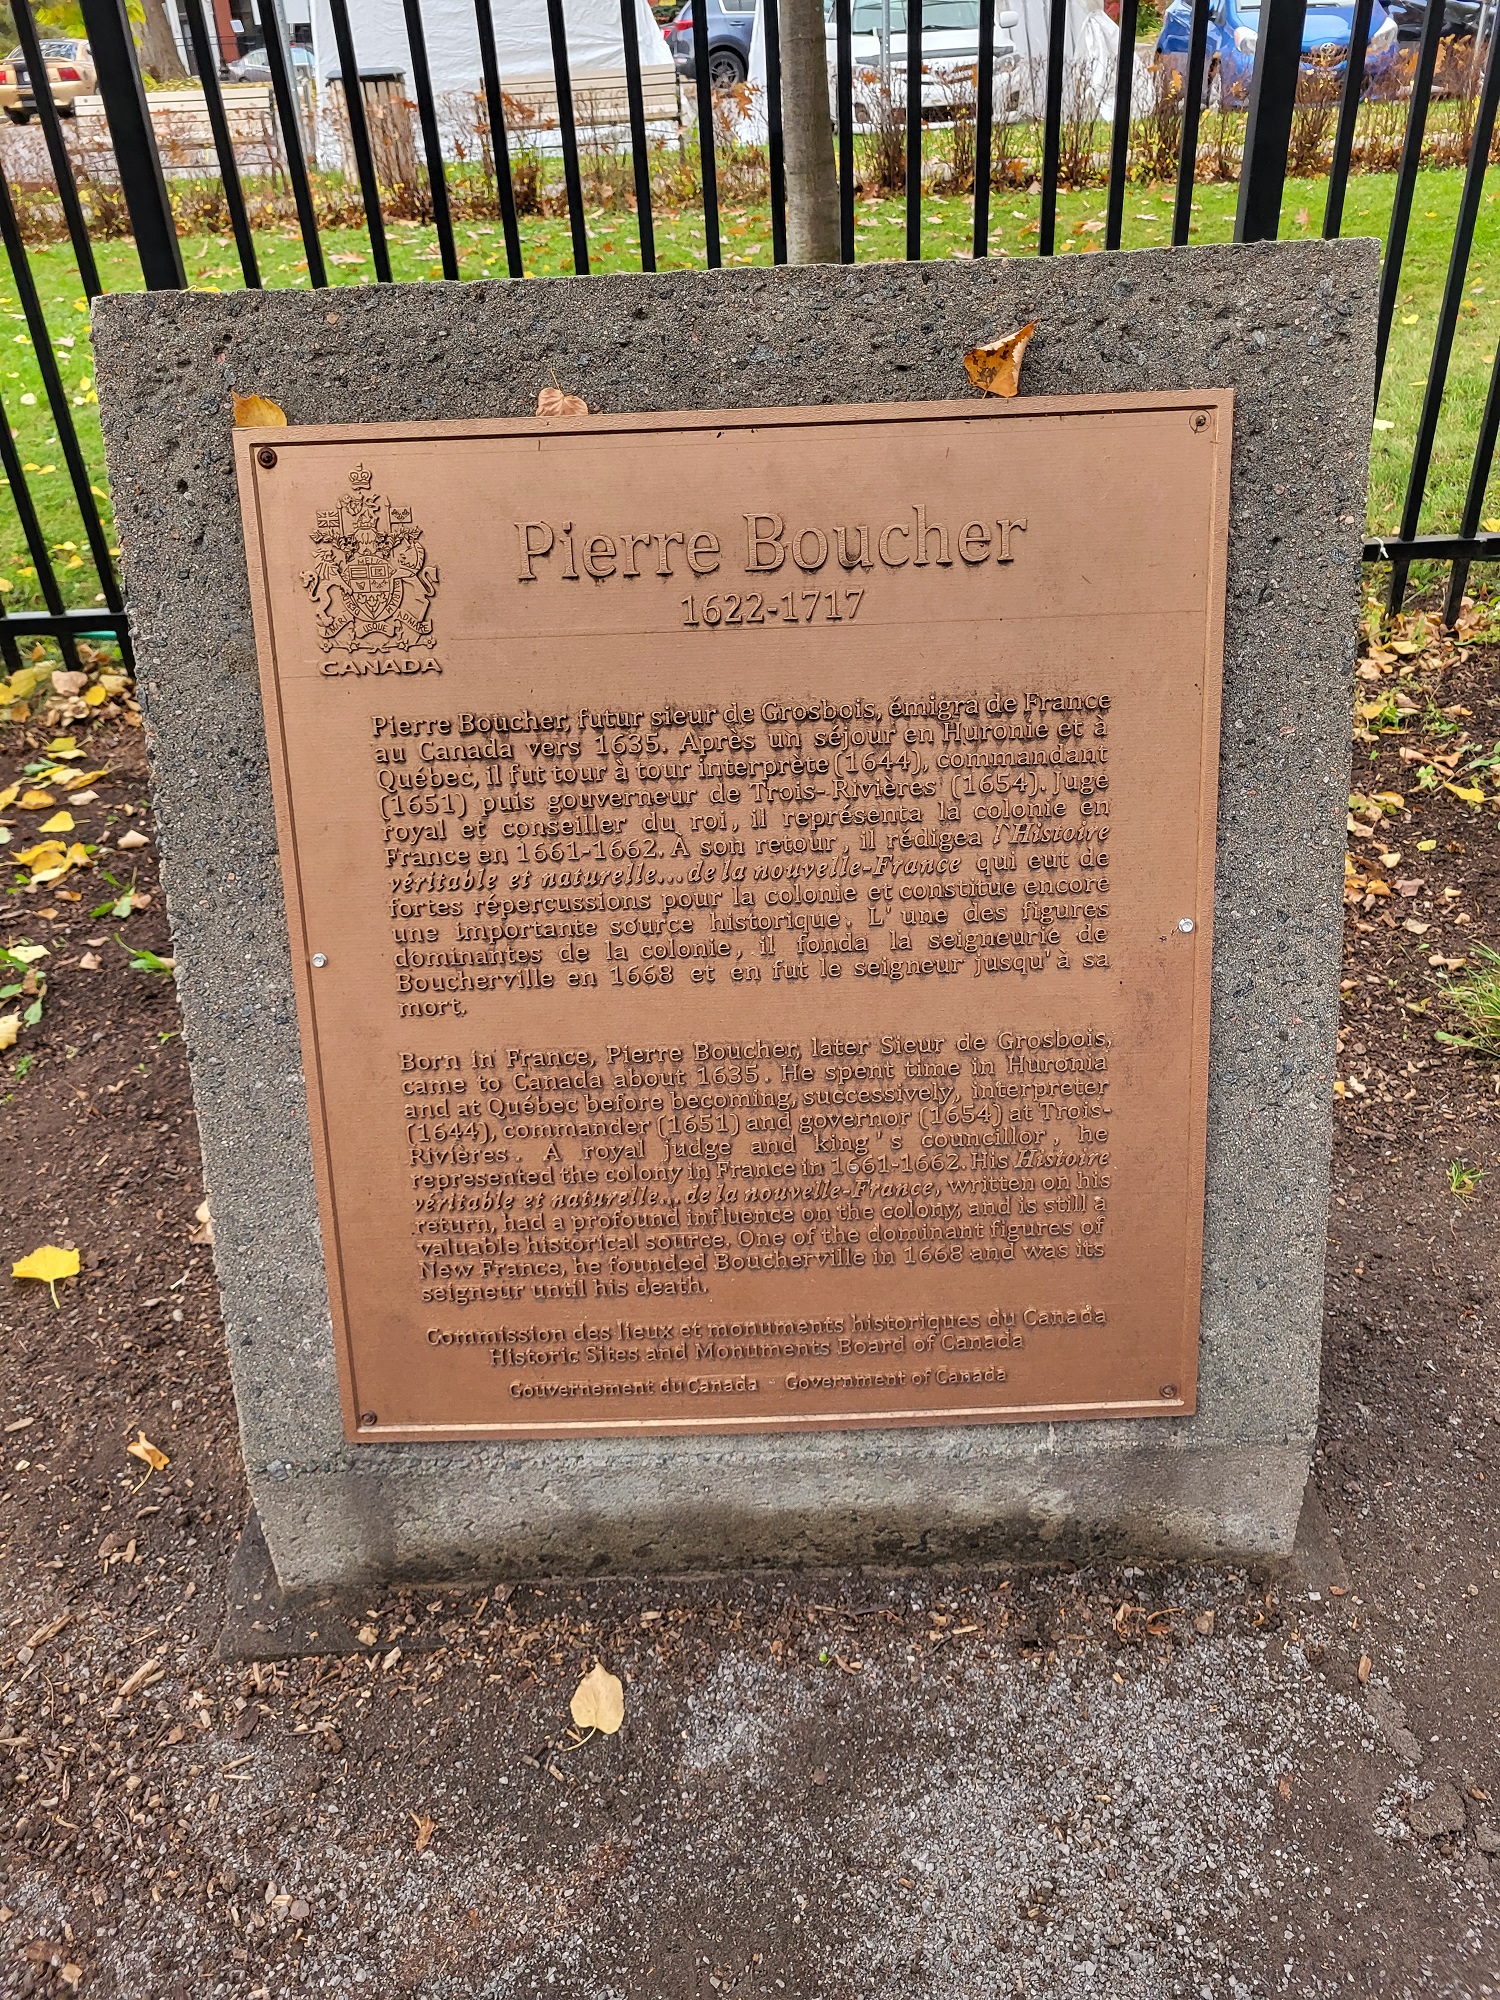 Pierre Boucher
1622-1717
CANADA
Pierre Boucher, futur sieur de Grosbois, émigra de France
au Canada vers 1635. Après un séjour en Huronie et à
Québec, il fut tour à tour interprète (1644), commandant
(1651) puis gouverneur de Trois-Rivières (1654). Juge
royal et conseiller du roi, il représenta la colonie en
France en 1661-1662. À son retour, il rédigea l'Histoire
véritable et naturelle...de la nouvelle-France qui eut de
fortes répercussions pour la colonie et constitue encore
une importante source historique. L'une des figures
dominantes de la colonie, il fonda la seigneurie de
Boucherville en 1668 et en fut le seigneur jusqu'à sa
mort.
Born in France, Pierre Boucher, later Sieur de Grosbois,
came to Canada about 1635. He spent time in Huronia
and at Québec before becoming, successively, interpreter
(1644), commander (1651) and governor (1654) at Trois-
Rivières. A royal judge and king's councillor, he
represented the colony in France in 1661-1662. His Histoire
véritable et naturelle...de la nouvelle-France, written on his
return, had a profound influence on the colony, and is still a
valuable historical source. One of the dominant figures of
New France, he founded Boucherville in 1668 and was its
seigneur until his death.
Commission des lieux et monuments historiques du Canada
Historic Sites and Monuments Board of Canada
Gouvernement du Canada - Government of Canada